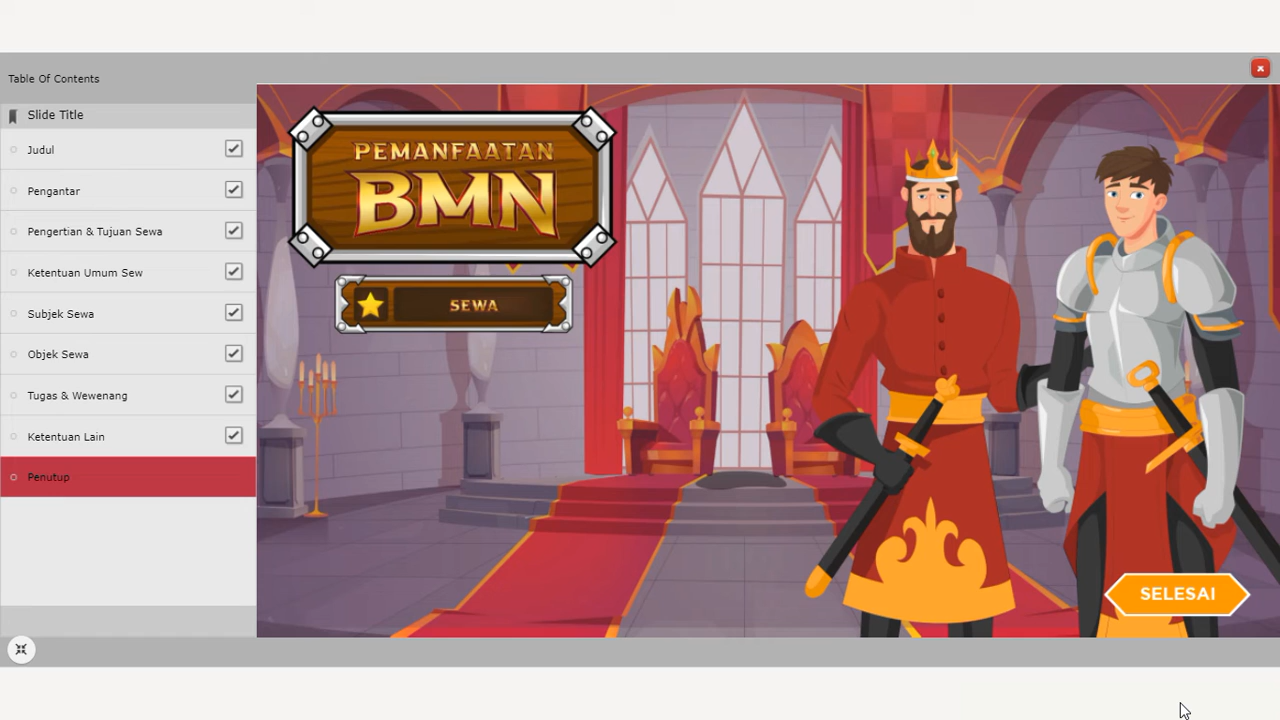 Table Of Contents
Slide Title
Judul
Pengantar
Pengertian & Tujuan Sewa
Ketentuan Umum Sew
Subjek Sewa
Objek Sewa
Tugas & Wewenang
Ketentuan Lain
Penutup
PEMANFAATAN
BMN
SEWA
SELESAI